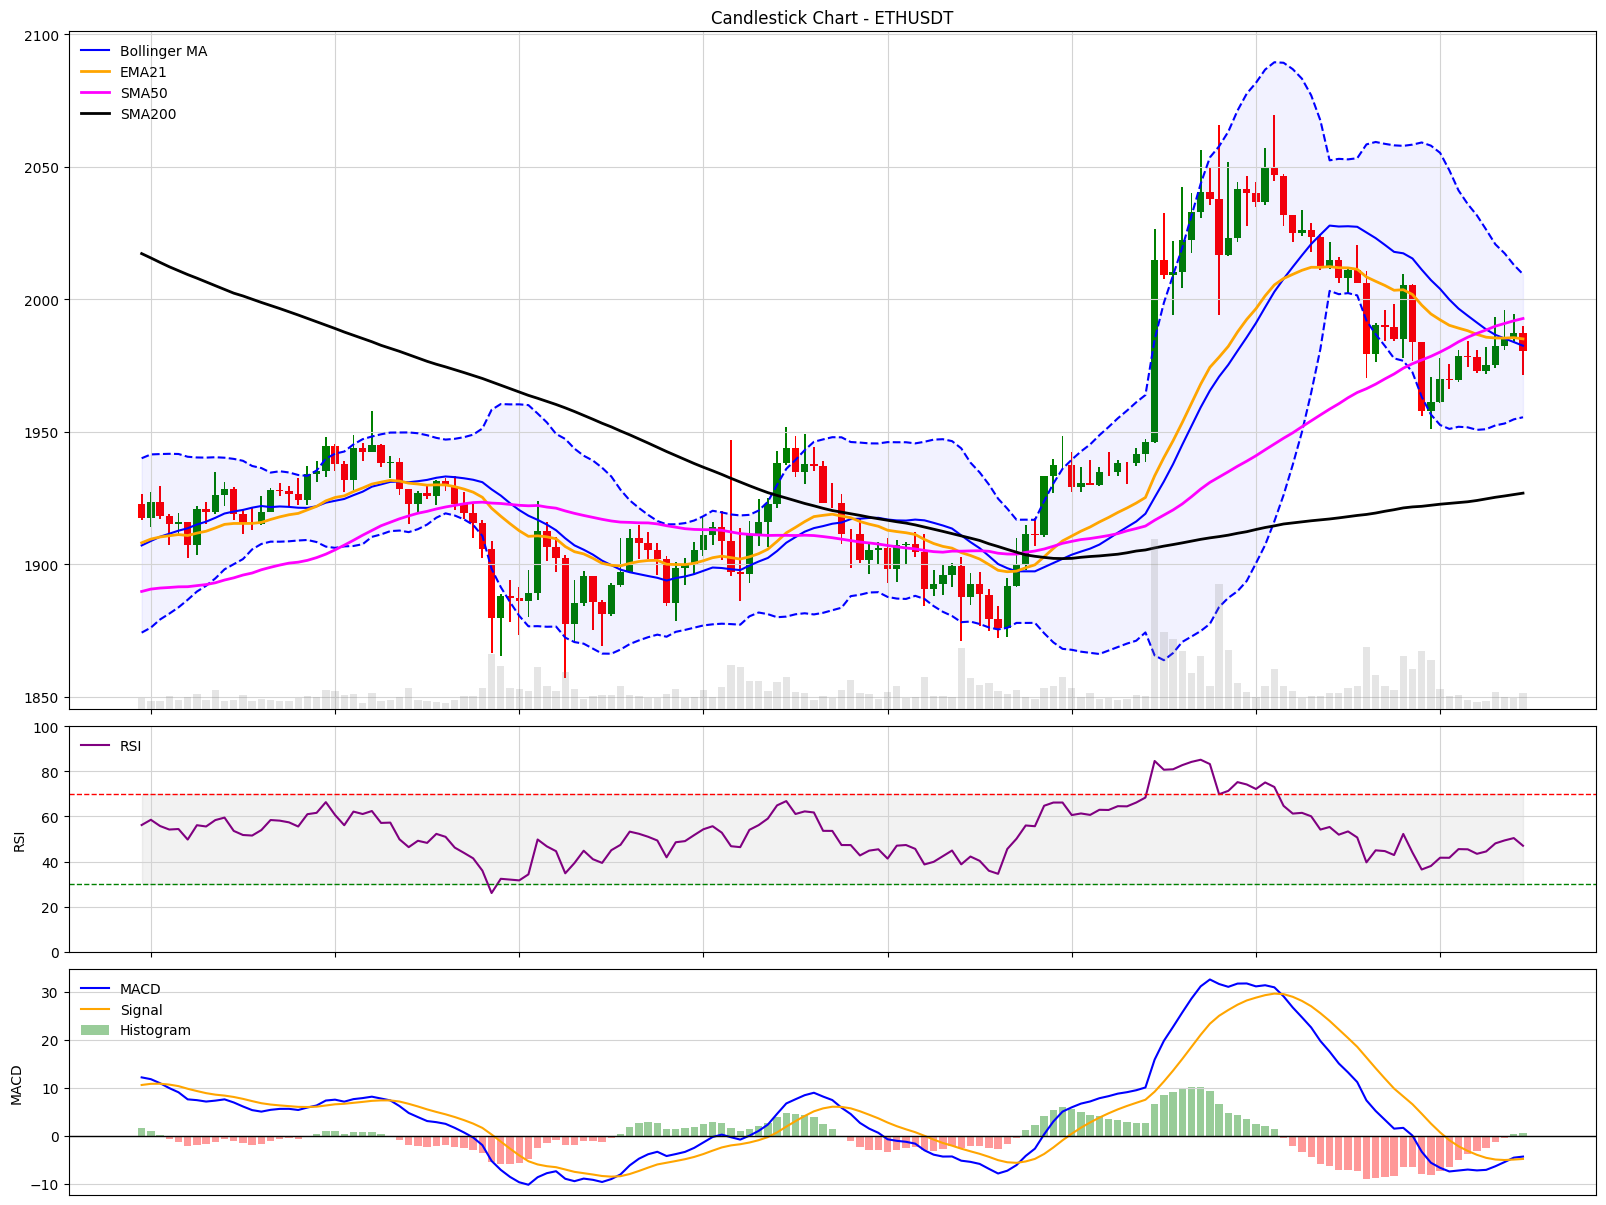 Candlestick Chart - ETHUSDT
2100
2050
2000
1950
1900
1850
Bollinger MA
EMA21
SMA50
SMA200
100
80
60
40
20
0
RSI
RSI
30
20
10
0
−10
MACD
MACD
Signal
Histogram